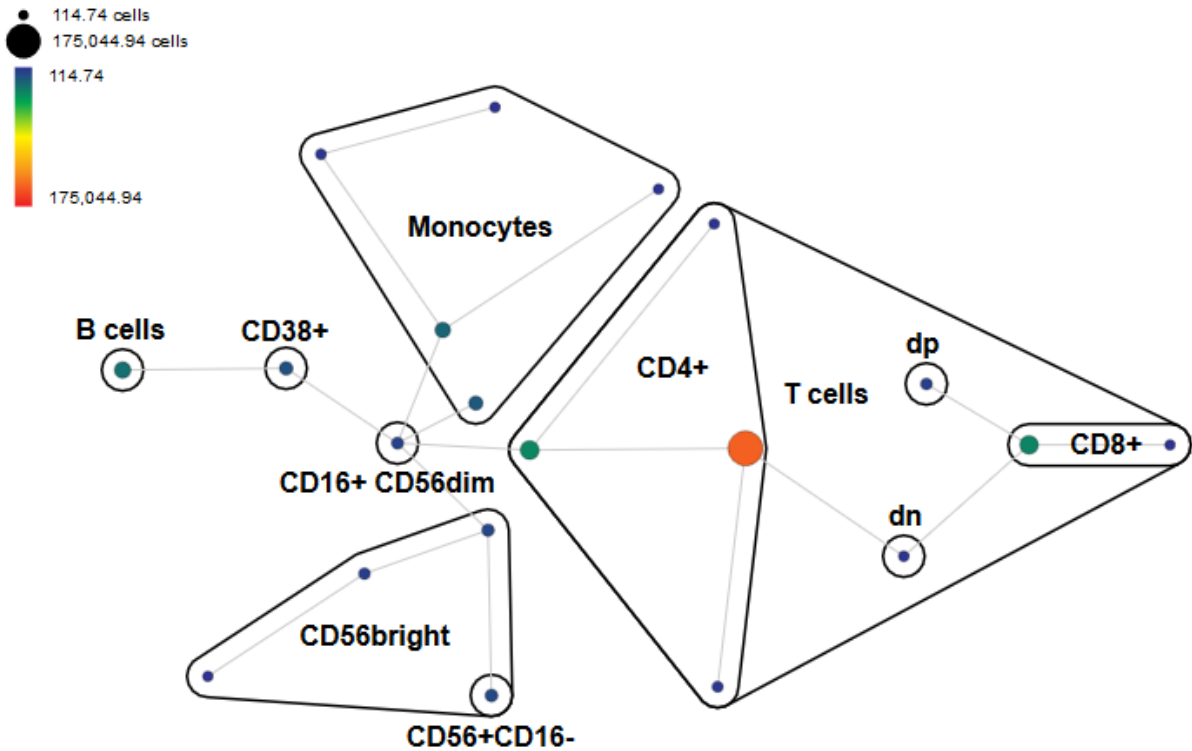 114.74 cells
175,044.94 cells
114.74
175,044.94
Monocytes
B cells
CD38+
CD4+
T cells
dp
CD8+
CD16+ CD56dim
dn
CD56bright
CD56+CD16-